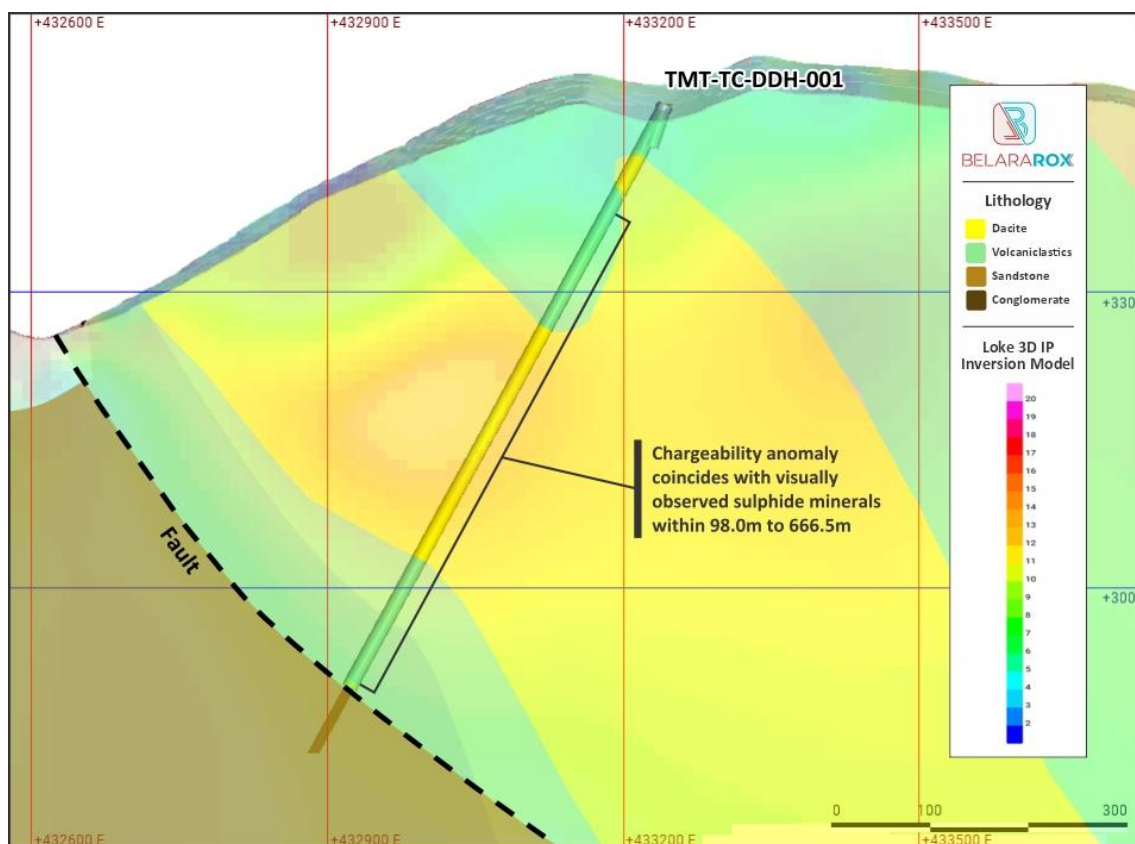 +432600 E
+432900 E
+433200 E
+433500 E
TMT-TC-DDH-001
BELARAROX
Lithology
Dacite
Volcaniclastics
Sandstone
Conglomerate
Loke 3D IP
Inversion Model
20
19
18
17
16
15
14
13
12
11
10
9
8
7
6
5
4
3
2
+330
Chargeability anomaly
coincides with visually
observed sulphide minerals
within 98.0m to 666.5m
Fault
+300
0
100
300
+432600 E
+432900 E
+433200 E
+433500 E